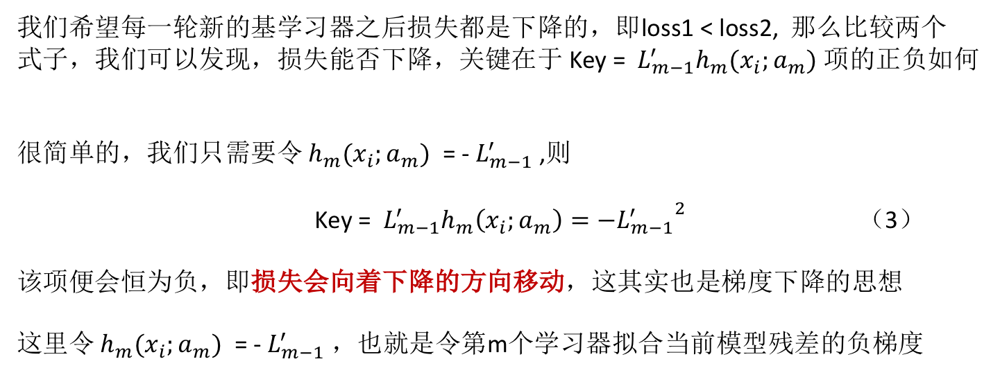 我们希望每一轮新的基学习器之后损失都是下降的，即loss1 < loss2, 那么比较两个
式子，我们可以发现，损失能否下降，关键在于 Key = $L'_{m-1}h_m(x_i; a_m)$ 项的正负如何
很简单的，我们只需要令 $h_m(x_i; a_m)$ = - $L'_{m-1}$ ,则
Key = $L'_{m-1}h_m(x_i; a_m) = -{L'_{m-1}}^2$ （3）
该项便会恒为负，即损失会向着下降的方向移动，这其实也是梯度下降的思想
这里令 $h_m(x_i; a_m)$ = - $L'_{m-1}$ ，也就是令第m个学习器拟合当前模型残差的负梯度